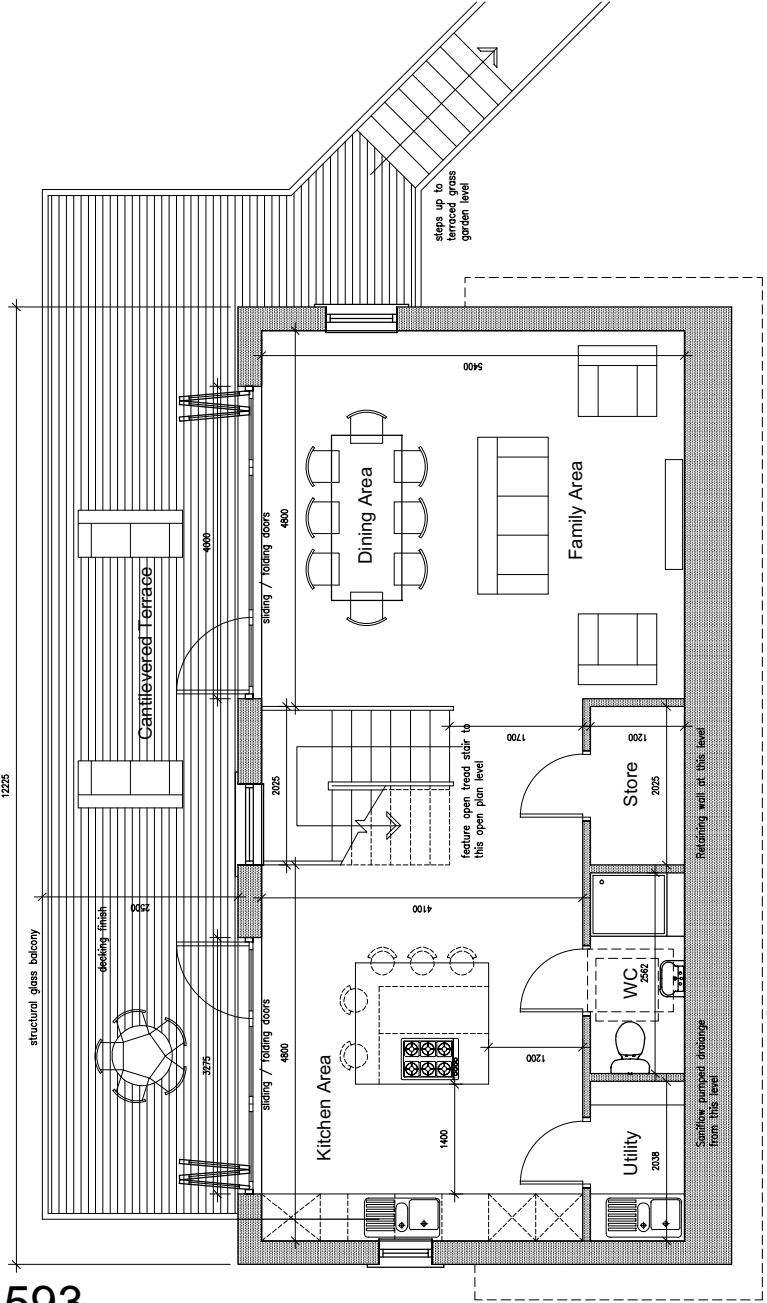 12225
structural glass balcony
2500
decking finish
3275
sliding / folding doors
4800
Cantilevered Terrace
4000
sliding / folding doors
4800
steps up to
terraced grass
garden level
Kitchen Area
1400
1200
4100
2025
feature open tread stair to
this open plan level
1700
Dining Area
5400
Family Area
Utility
2038
WC
2562
Store
2025
1200
Saniflow pumped draiange
from this level
Retaining wall at this level
593